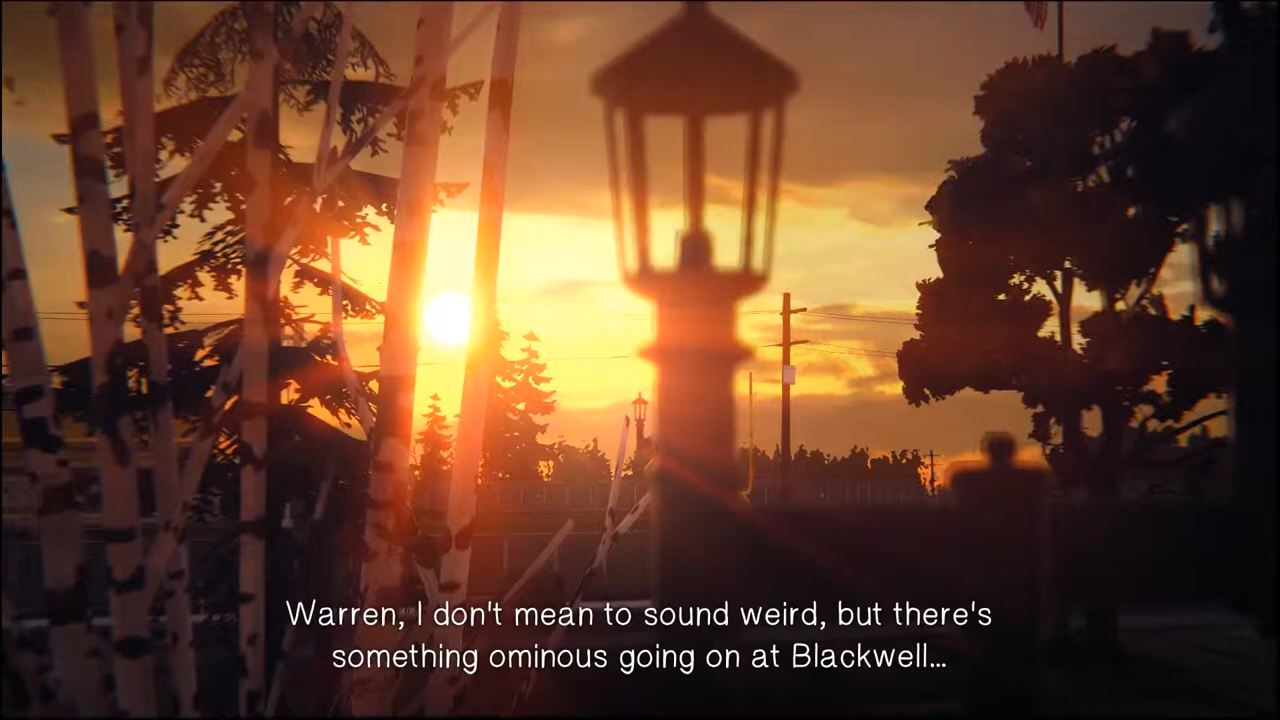 Warren, I don't mean to sound weird, but there's
something ominous going on at Blackwell...